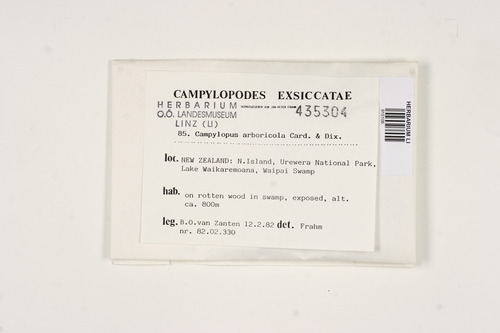 CAMPYLOPODES EXSICCATAE
HERBARIUM
O.Ö. LANDESMUSEUM
LINZ (LI)
435304
85. Campylopus arboricola Card. & Dix.
loc. NEW ZEALAND: N.Island, Urewera National Park,
Lake Waikaremoana, Waipai Swamp
hab. on rotten wood in swamp, exposed, alt.
ca. 800m
leg. B.O.van Zanten 12.2.82 det. Frahm
nr. 82.02.330
HERBARIUM LI